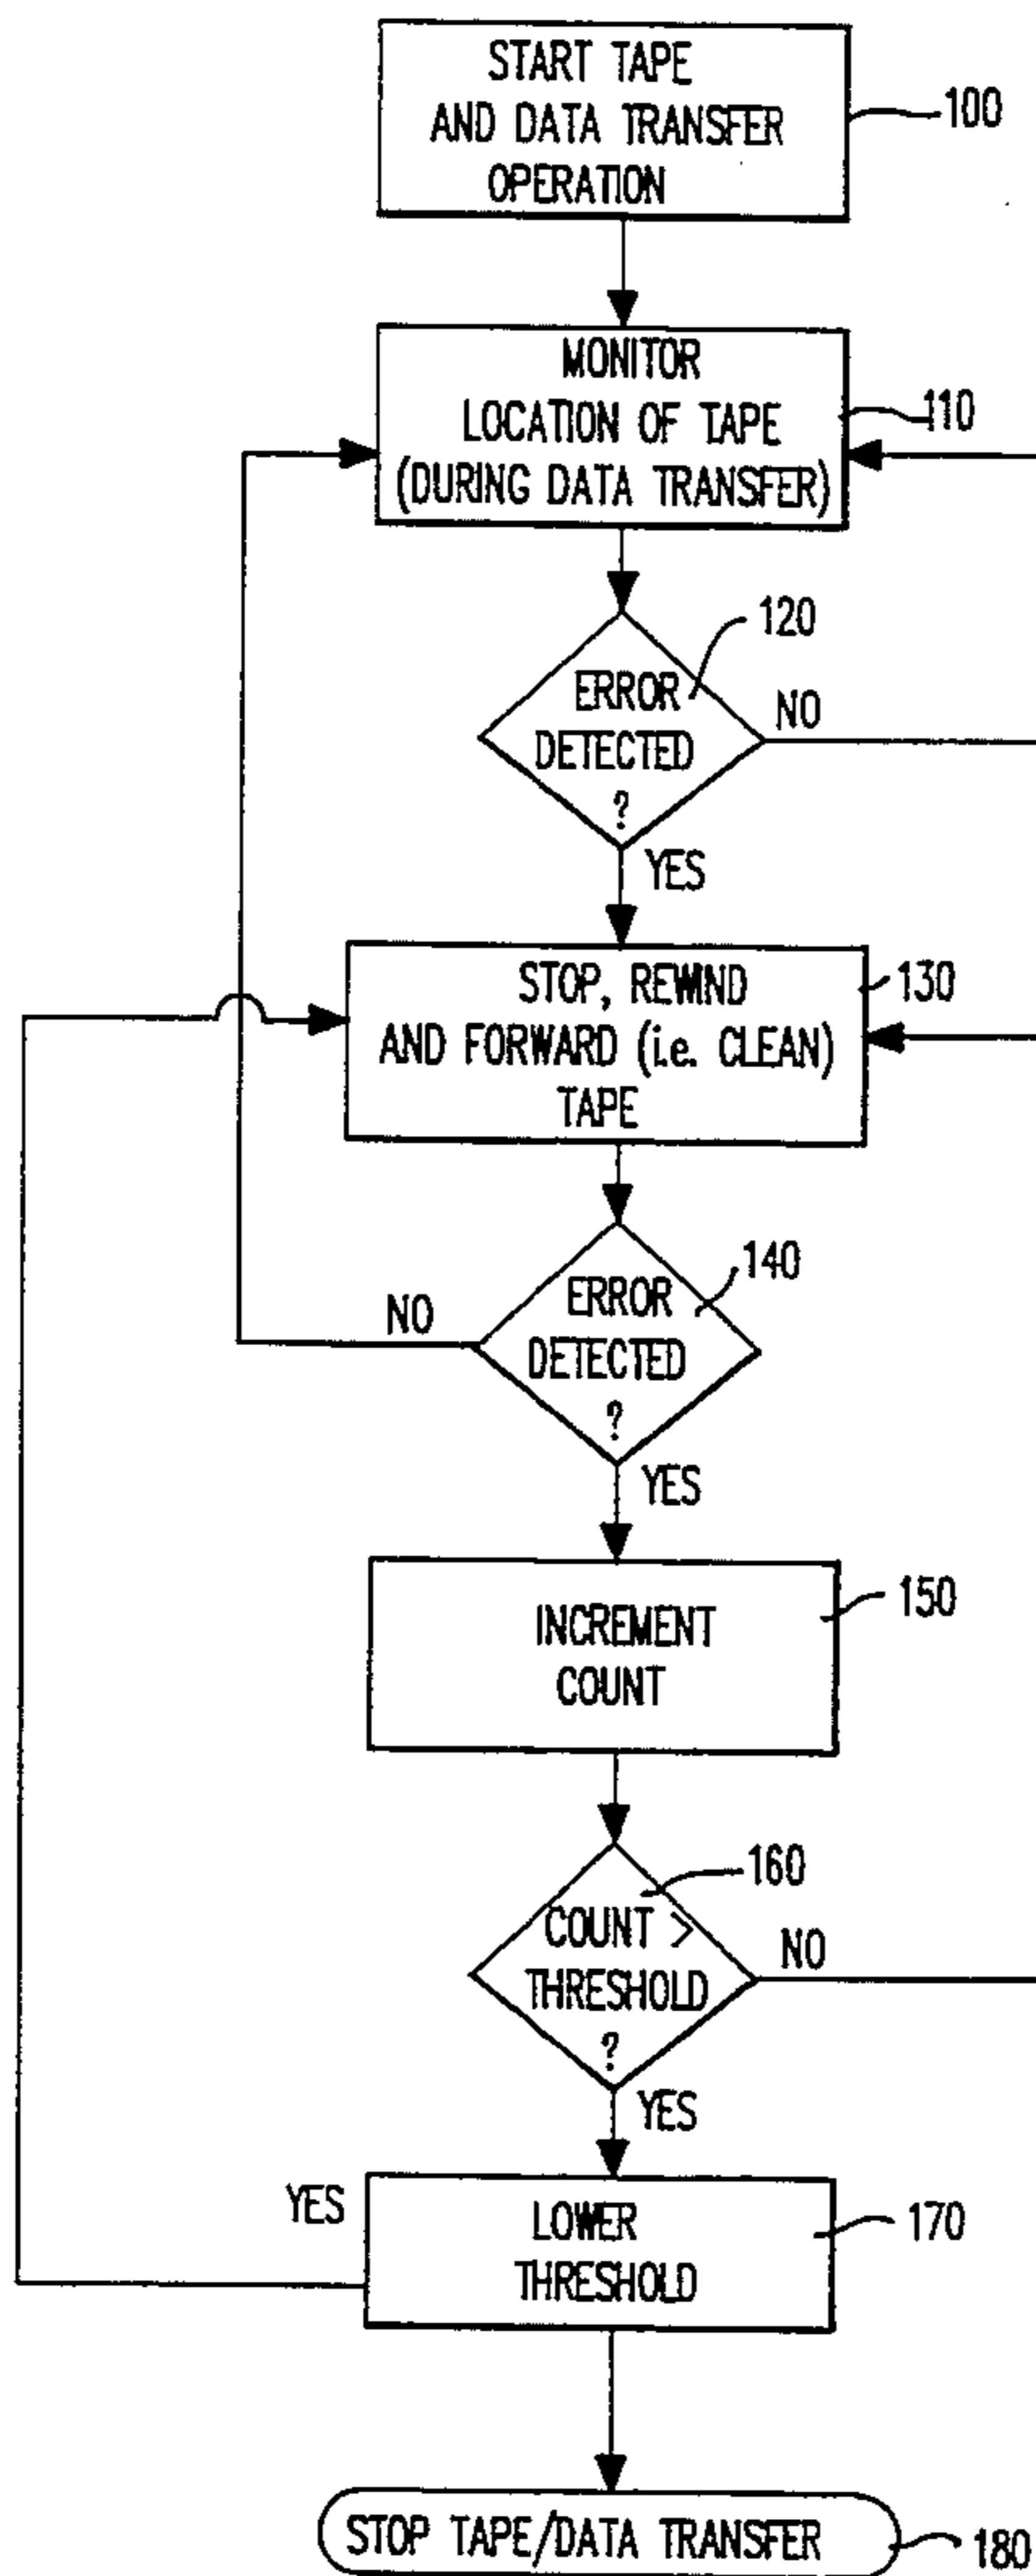 START TAPE
AND DATA TRANSFER
OPERATION
100
MONITOR
LOCATION OF TAPE
(DURING DATA TRANSFER)
110
120
ERROR
DETECTED
?
NO
YES
STOP, REWIND
AND FORWARD (i.e. CLEAN)
TAPE
130
140
ERROR
DETECTED
?
NO
YES
INCREMENT
COUNT
150
160
COUNT >
THRESHOLD
?
NO
YES
YES
LOWER
THRESHOLD
170
STOP TAPE/DATA TRANSFER
180